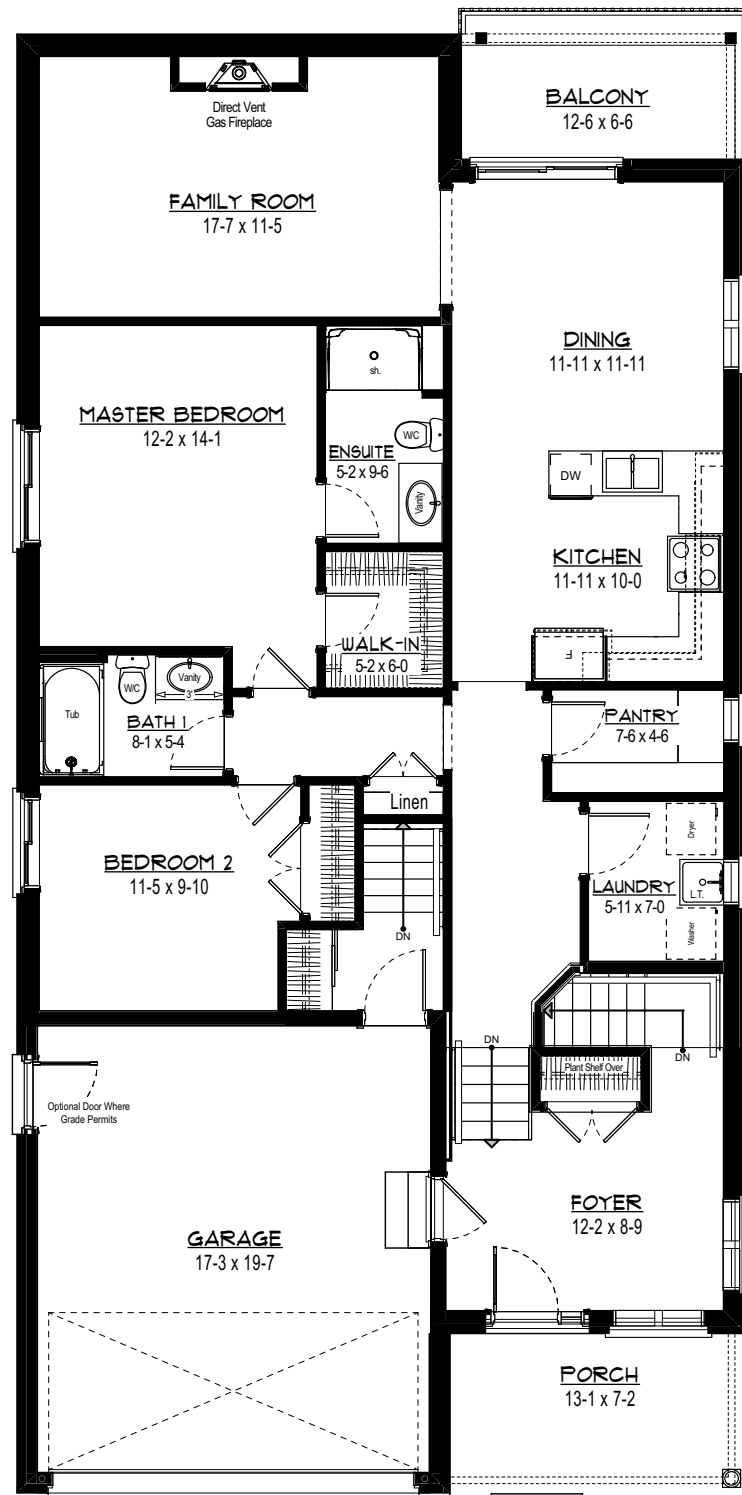 BALCONY
12-6 x 6-6
Direct Vent
Gas Fireplace
FAMILY ROOM
17-7 x 11-5
DINING
11-11 x 11-11
sh.
MASTER BEDROOM
12-2 x 14-1
W/C
ENSUITE
5-2 x 9-6
Vanity
DW
KITCHEN
11-11 x 10-0
WALK-IN
5-2 x 6-0
W/C
Vanity
3'
Tub
BATH 1
8-1 x 5-4
PANTRY
7-6 x 4-6
Linen
Dryer
BEDROOM 2
11-5 x 9-10
LAUNDRY
5-11 x 7-0
L.T.
Washer
DN
DN
DN
Plant Shelf Over
Optional Door Where
Grade Permits
FOYER
12-2 x 8-9
GARAGE
17-3 x 19-7
PORCH
13-1 x 7-2